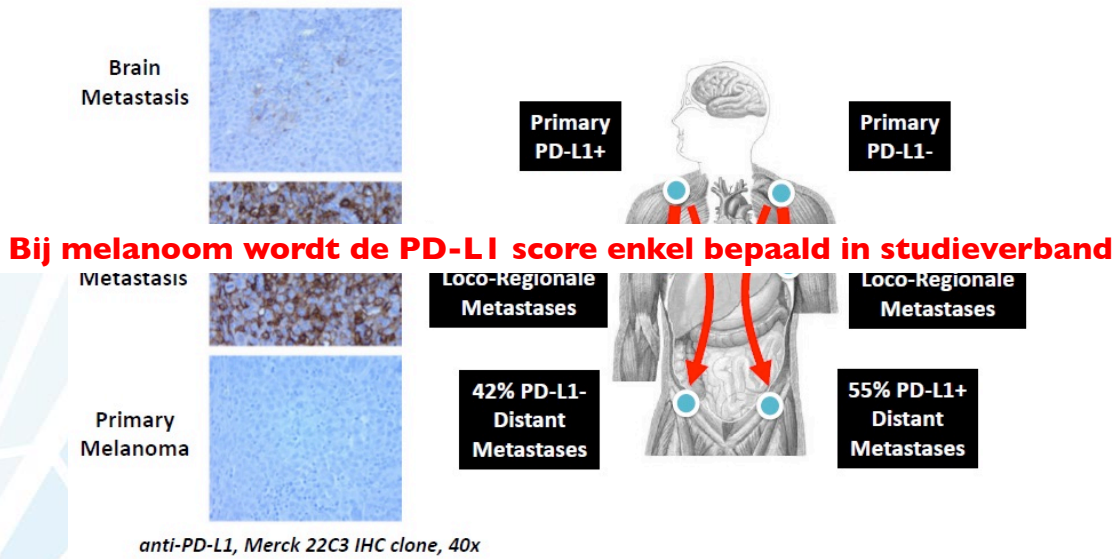 Brain
Metastasis
Primary
PD-L1+
Primary
PD-L1-
Bij melanoom wordt de PD-L1 score enkel bepaald in studieverband
Metastasis
Loco-Regionale
Metastases
Loco-Regionale
Metastases
42% PD-L1-
Distant
Metastases
55% PD-L1+
Distant
Metastases
Primary
Melanoma
anti-PD-L1, Merck 22C3 IHC clone, 40x